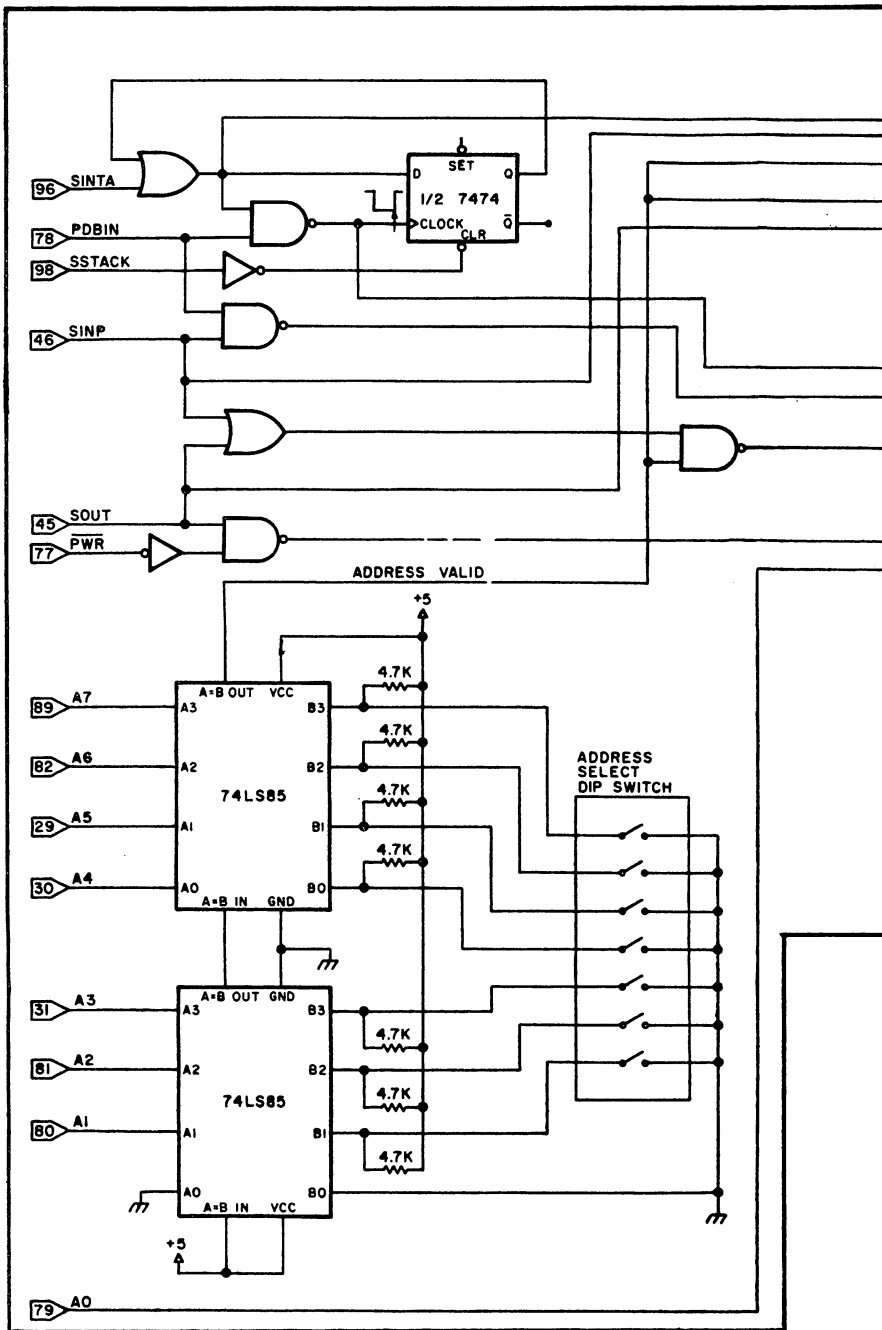 SET
D Q
96 SINTA
1/2 7474
78 PDBIN
CLOCK Q̅
CLR
98 SSTACK
46 SINP
45 SOUT
77 P̅W̅R̅
ADDRESS VALID
+5
A=B OUT VCC
4.7K
89 A7 A3 B3
4.7K
82 A6 A2 B2
ADDRESS
SELECT
DIP SWITCH
74LS85
4.7K
29 A5 A1 B1
4.7K
30 A4 A0 B0
A=B IN GND
A=B OUT GND
31 A3 A3 B3
4.7K
81 A2 A2 B2
74LS85
4.7K
80 A1 A1 B1
4.7K
A0 B0
A=B IN VCC
+5
79 A0